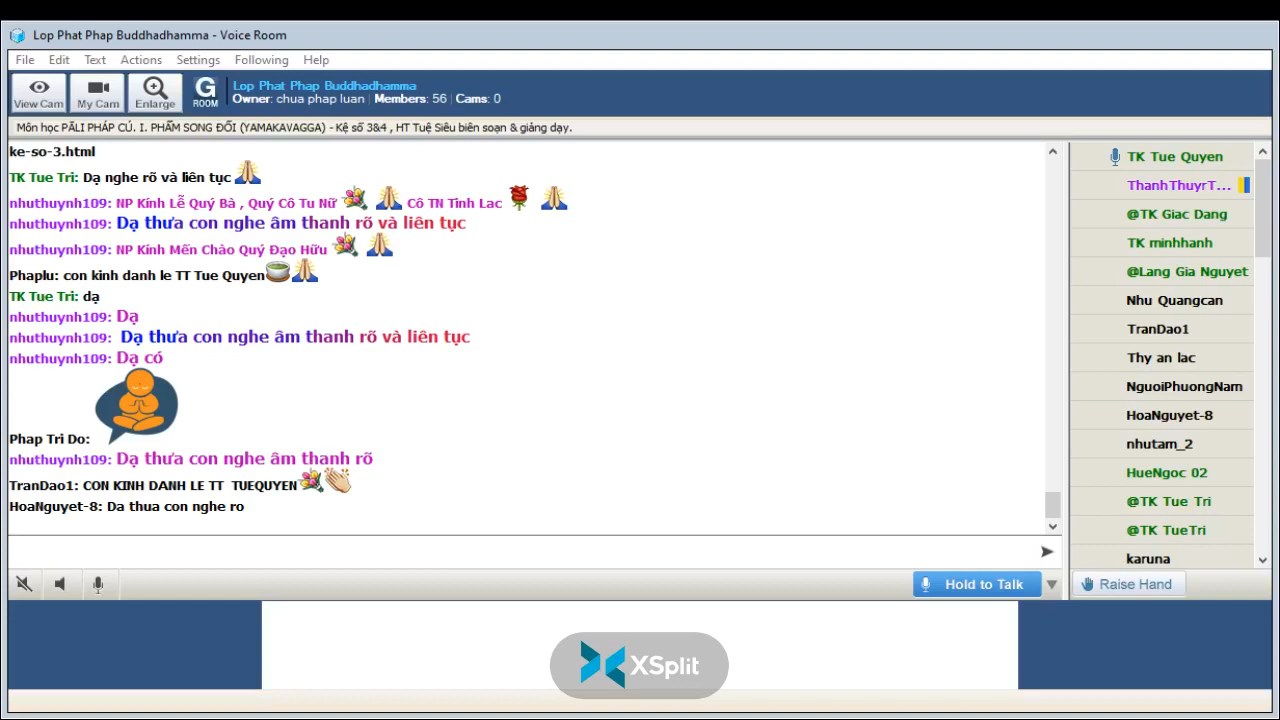 Lop Phat Phap Buddhadhamma - Voice Room
File Edit Text Actions Settings Following Help
View Cam My Cam Enlarge G ROOM
Lop Phat Phap Buddhadhamma
Owner: chua phap luan | Members: 56 | Cams: 0
Môn học PĀLI PHÁP CÚ. I. PHẨM SONG ĐỐI (YAMAKAVAGGA) - Kệ số 3&4 , HT Tuệ Siêu biên soạn & giảng dạy.
ke-so-3.html
TK Tue Tri: Dạ nghe rõ và liên tục
nhuthuynh109: NP Kính Lễ Quý Bà , Quý Cô Tu Nữ Cô TN Tinh Lac
nhuthuynh109: Dạ thưa con nghe âm thanh rõ và liên tục
nhuthuynh109: NP Kính Mến Chào Quý Đạo Hữu
Phaplu: con kinh danh le TT Tue Quyen
TK Tue Tri: dạ
nhuthuynh109: Dạ
nhuthuynh109: Dạ thưa con nghe âm thanh rõ và liên tục
nhuthuynh109: Dạ có
Phap Tri Do:
nhuthuynh109: Dạ thưa con nghe âm thanh rõ
TranDao1: CON KINH DANH LE TT TUEQUYEN
HoaNguyet-8: Da thua con nghe ro
Hold to Talk
TK Tue Quyen
ThanhThuyrT...
@TK Giac Dang
TK minhhanh
@Lang Gia Nguyet
Nhu Quangcan
TranDao1
Thy an lac
NguoiPhuongNam
HoaNguyet-8
nhutam_2
HueNgoc 02
@TK Tue Tri
@TK TueTri
karuna
Raise Hand
XSplit